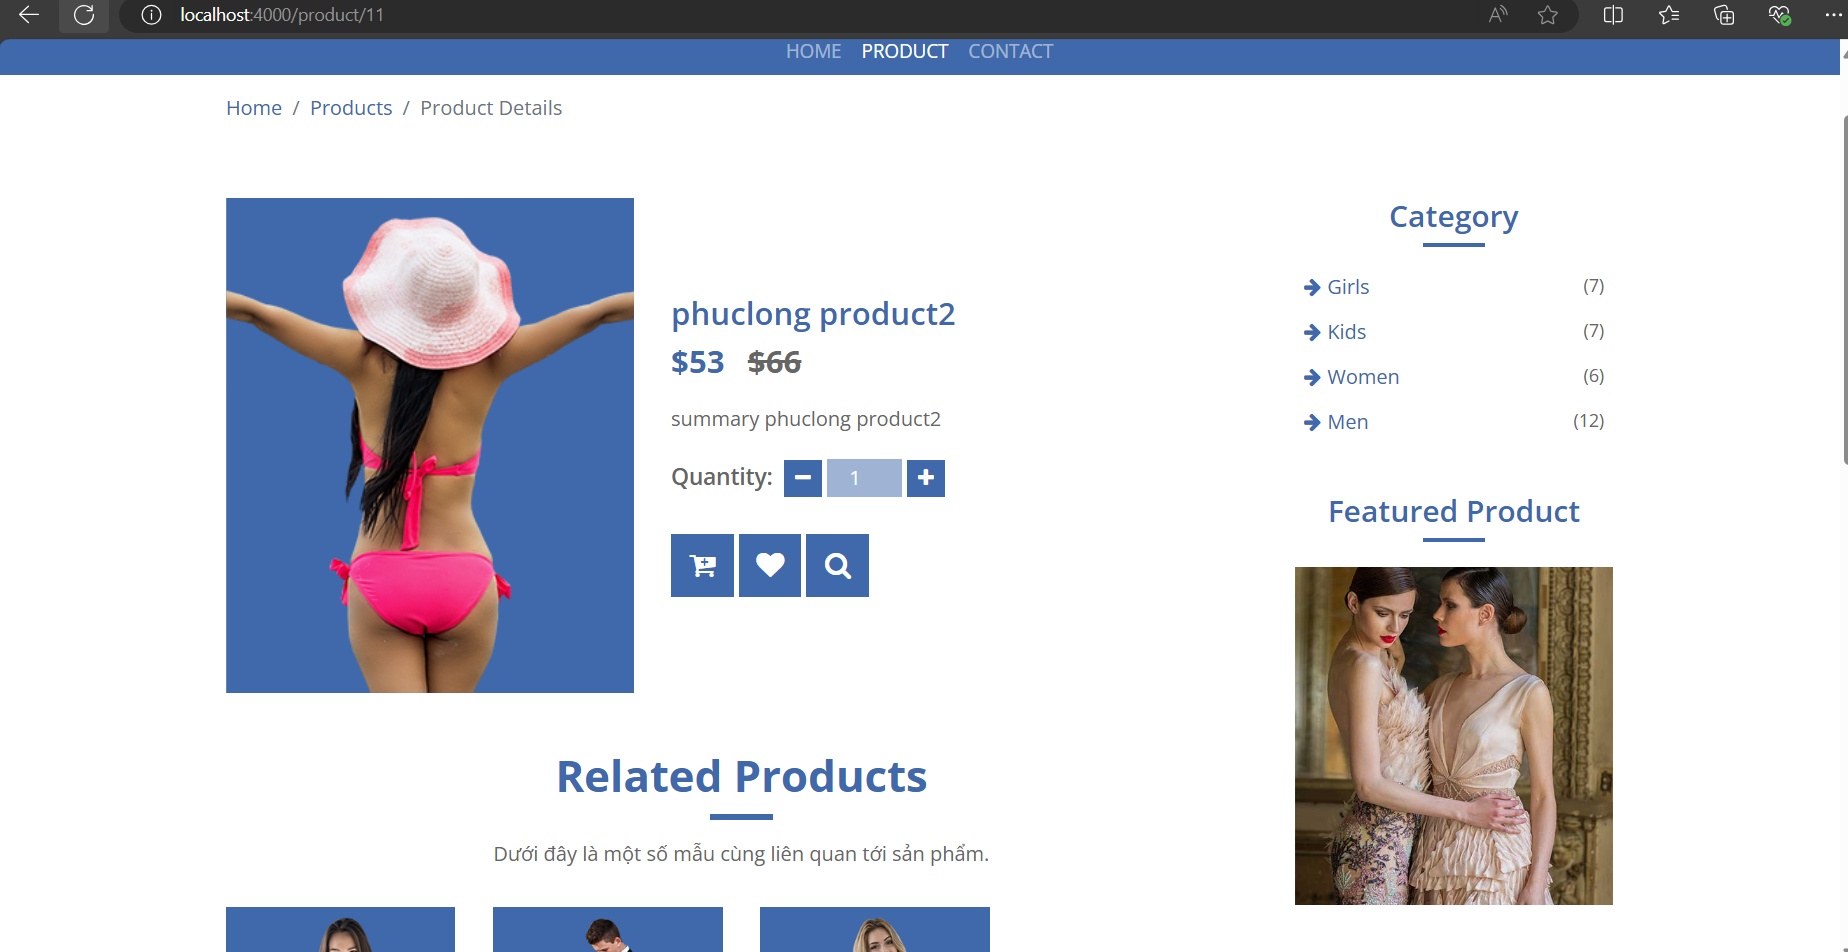 localhost:4000/product/11
HOME PRODUCT CONTACT
Home / Products / Product Details
phuclong product2
$53 $66
summary phuclong product2
Quantity: 1
Category
Girls (7)
Kids (7)
Women (6)
Men (12)
Featured Product
Related Products
Dưới đây là một số mẫu cùng liên quan tới sản phẩm.